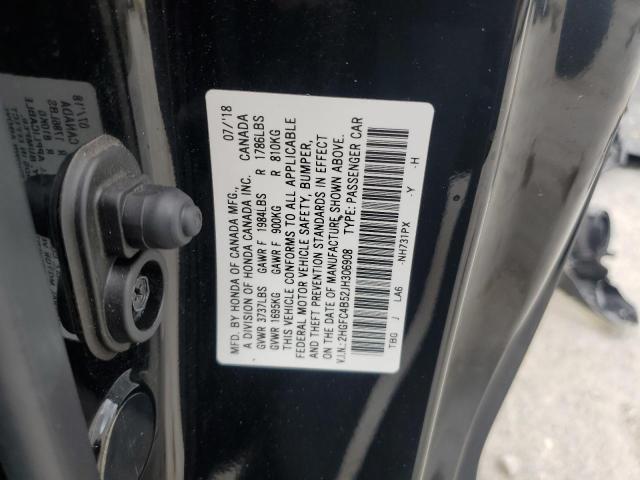 MFD. BY HONDA OF CANADA MFG., 07/'18
A DIVISION OF HONDA CANADA INC. CANADA
GVWR 3737LBS GAWR F 1984LBS R 1786LBS
GVWR 1695KG GAWR F 900KG R 810KG
THIS VEHICLE CONFORMS TO ALL APPLICABLE
FEDERAL MOTOR VEHICLE SAFETY, BUMPER,
AND THEFT PREVENTION STANDARDS IN EFFECT
ON THE DATE OF MANUFACTURE SHOWN ABOVE.
V.I.N.: 2HGFC4B52JH306908 TYPE: PASSENGER CAR
-NH731PX -Y -H
TBG J LA6